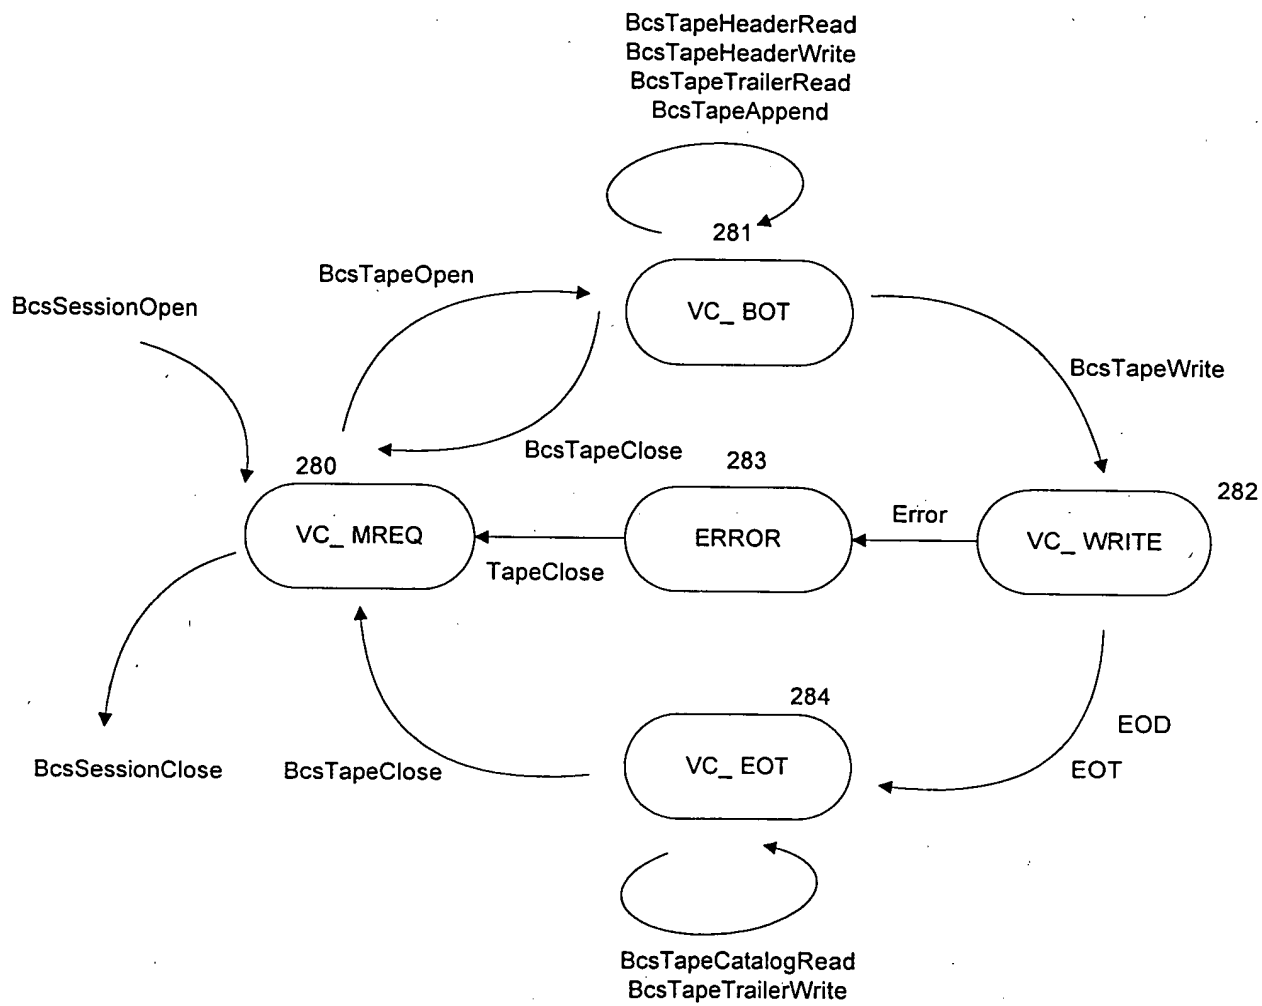 BcsTapeHeaderRead
BcsTapeHeaderWrite
BcsTapeTrailerRead
BcsTapeAppend
281
BcsTapeOpen
BcsSessionOpen
VC_ BOT
BcsTapeWrite
BcsTapeClose
280
283
282
VC_ MREQ
ERROR
Error
VC_ WRITE
TapeClose
284
EOD
BcsSessionClose
BcsTapeClose
VC_ EOT
EOT
BcsTapeCatalogRead
BcsTapeTrailerWrite